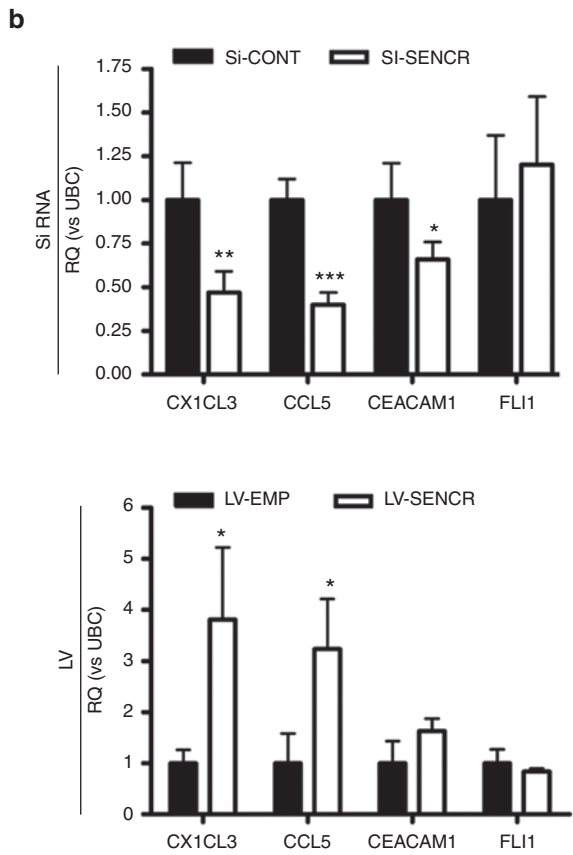 b
Si-CONT SI-SENCR
Si RNA
RQ (vs UBC)
1.75
1.50
1.25
1.00
0.75
0.50
0.25
0.00
** *** *
CX1CL3 CCL5 CEACAM1 FLI1
LV-EMP LV-SENCR
LV
RQ (vs UBC)
6
5
4
3
2
1
0
* *
CX1CL3 CCL5 CEACAM1 FLI1